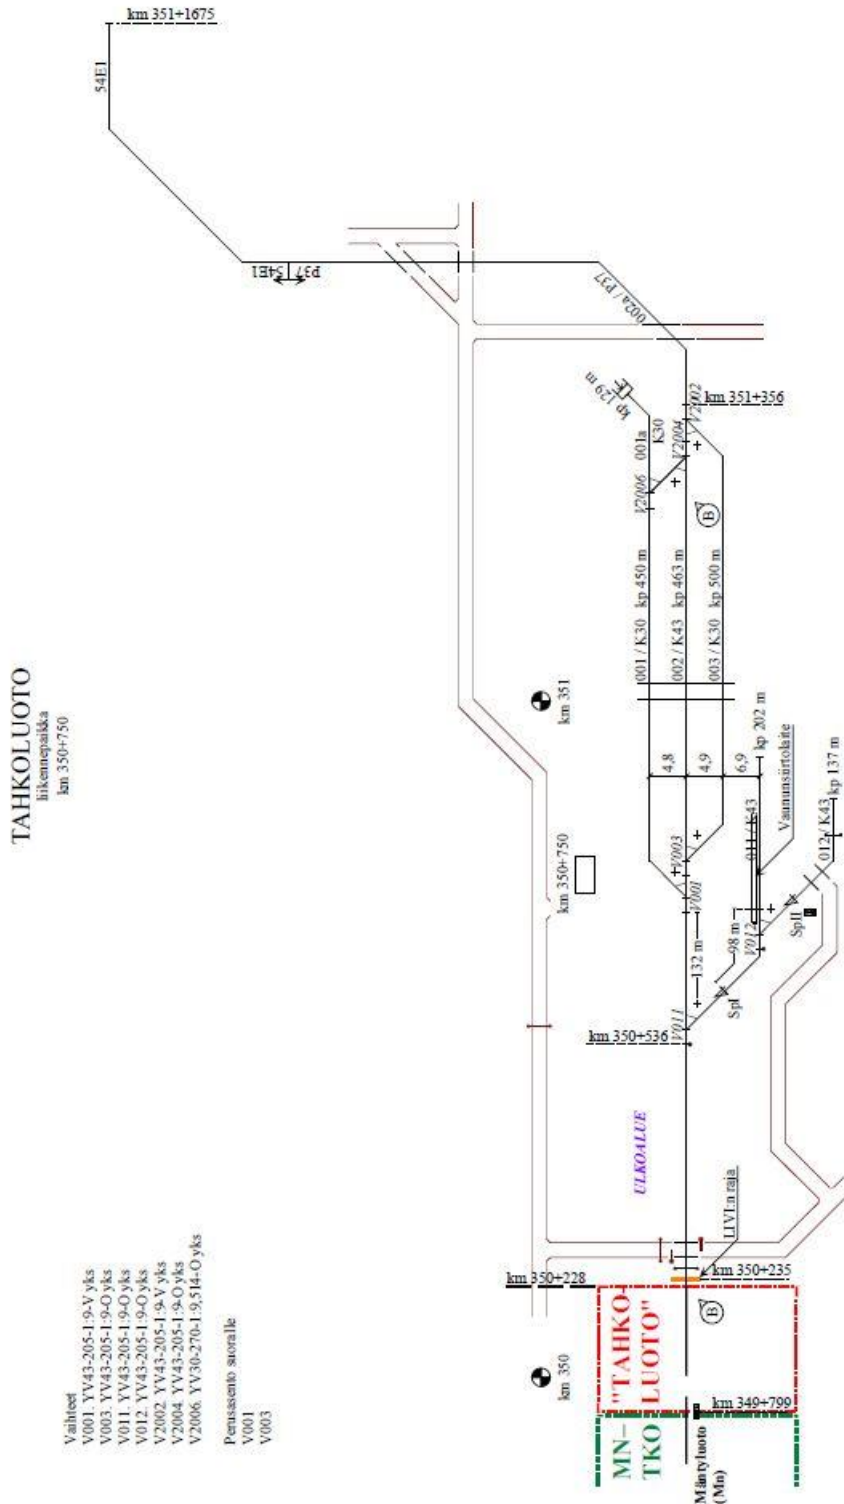 TAHKOLUOTO
liikennepaikka
km 350+750
Vaihteet
V001. YV43-205-1:9-V yks
V003. YV43-205-1:9-O yks
V011. YV43-205-1:9-O yks
V012. YV43-205-1:9-O yks
V2002. YV43-205-1:9-V yks
V2004. YV43-205-1:9-O yks
V2006. YV30-270-1:9,514-O yks
Perusasento suoralle
V001
V003
km 350
km 350+228
km 350+750
km 351
km 351+1675
54E1
P37
54E1
002a / P37
MN–
TKO
"TAHKO-
LUOTO"
Mäntyluoto
(Mn)
km 349+799
B
km 350+235
LIVI:n raja
ULKOALUE
km 350+536
V011
132 m
V001
V003
SpI
98 m
V012
SpII
011 / K43
012 / K43
kp 137 m
kp 202 m
Vaununsiirtolaite
4,8
4,9
6,9
001 / K30 kp 450 m
002 / K43 kp 463 m
003 / K30 kp 500 m
B
V2006
001a
K30
kp 129 m
V2004
V2002
km 351+356